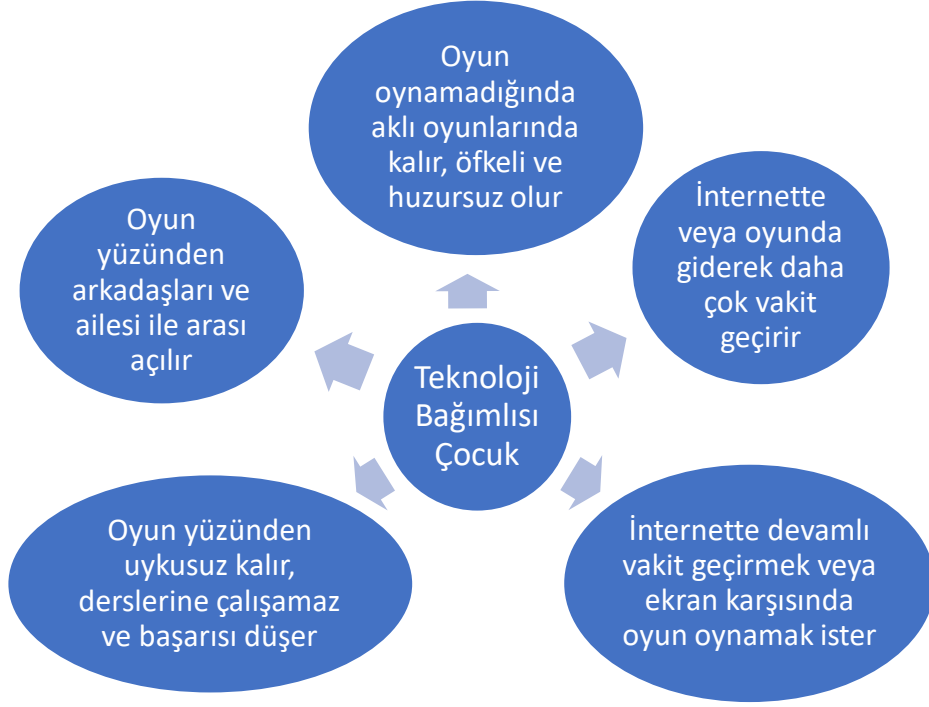 Oyun
oynamadığında
aklı oyunlarında
kalır, öfkeli ve
huzursuz olur
İnternette
veya oyunda
giderek daha
çok vakit
geçirir
Oyun
yüzünden
arkadaşları ve
ailesi ile arası
açılır
Teknoloji
Bağımlısı
Çocuk
Oyun yüzünden
uykusuz kalır,
derslerine çalışamaz
ve başarısı düşer
İnternette devamlı
vakit geçirmek veya
ekran karşısında
oyun oynamak ister